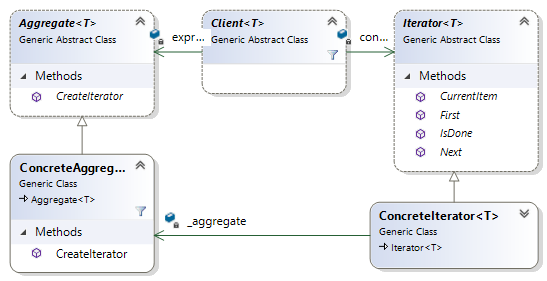 Aggregate<T>
Generic Abstract Class
Methods
CreateIterator
expr...
Client<T>
Generic Abstract Class
con...
Iterator<T>
Generic Abstract Class
Methods
CurrentItem
First
IsDone
Next
ConcreteAggreg...
Generic Class
Aggregate<T>
Methods
CreateIterator
_aggregate
ConcreteIterator<T>
Generic Class
Iterator<T>